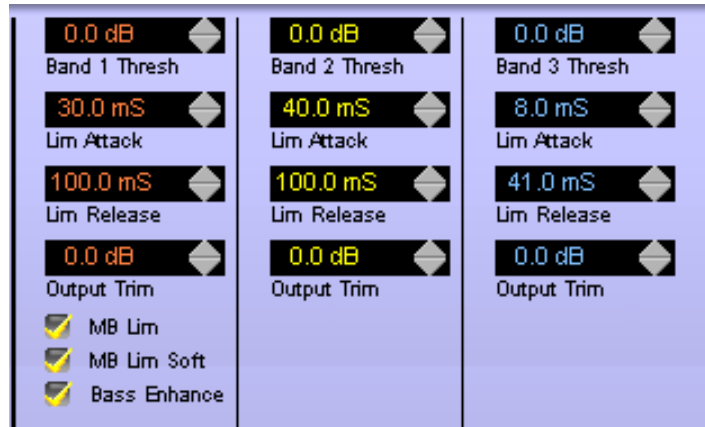 0.0 dB
Band 1 Thresh
30.0 mS
Lim Attack
100.0 mS
Lim Release
0.0 dB
Output Trim
MB Lim
MB Lim Soft
Bass Enhance
0.0 dB
Band 2 Thresh
40.0 mS
Lim Attack
100.0 mS
Lim Release
0.0 dB
Output Trim
0.0 dB
Band 3 Thresh
8.0 mS
Lim Attack
41.0 mS
Lim Release
0.0 dB
Output Trim